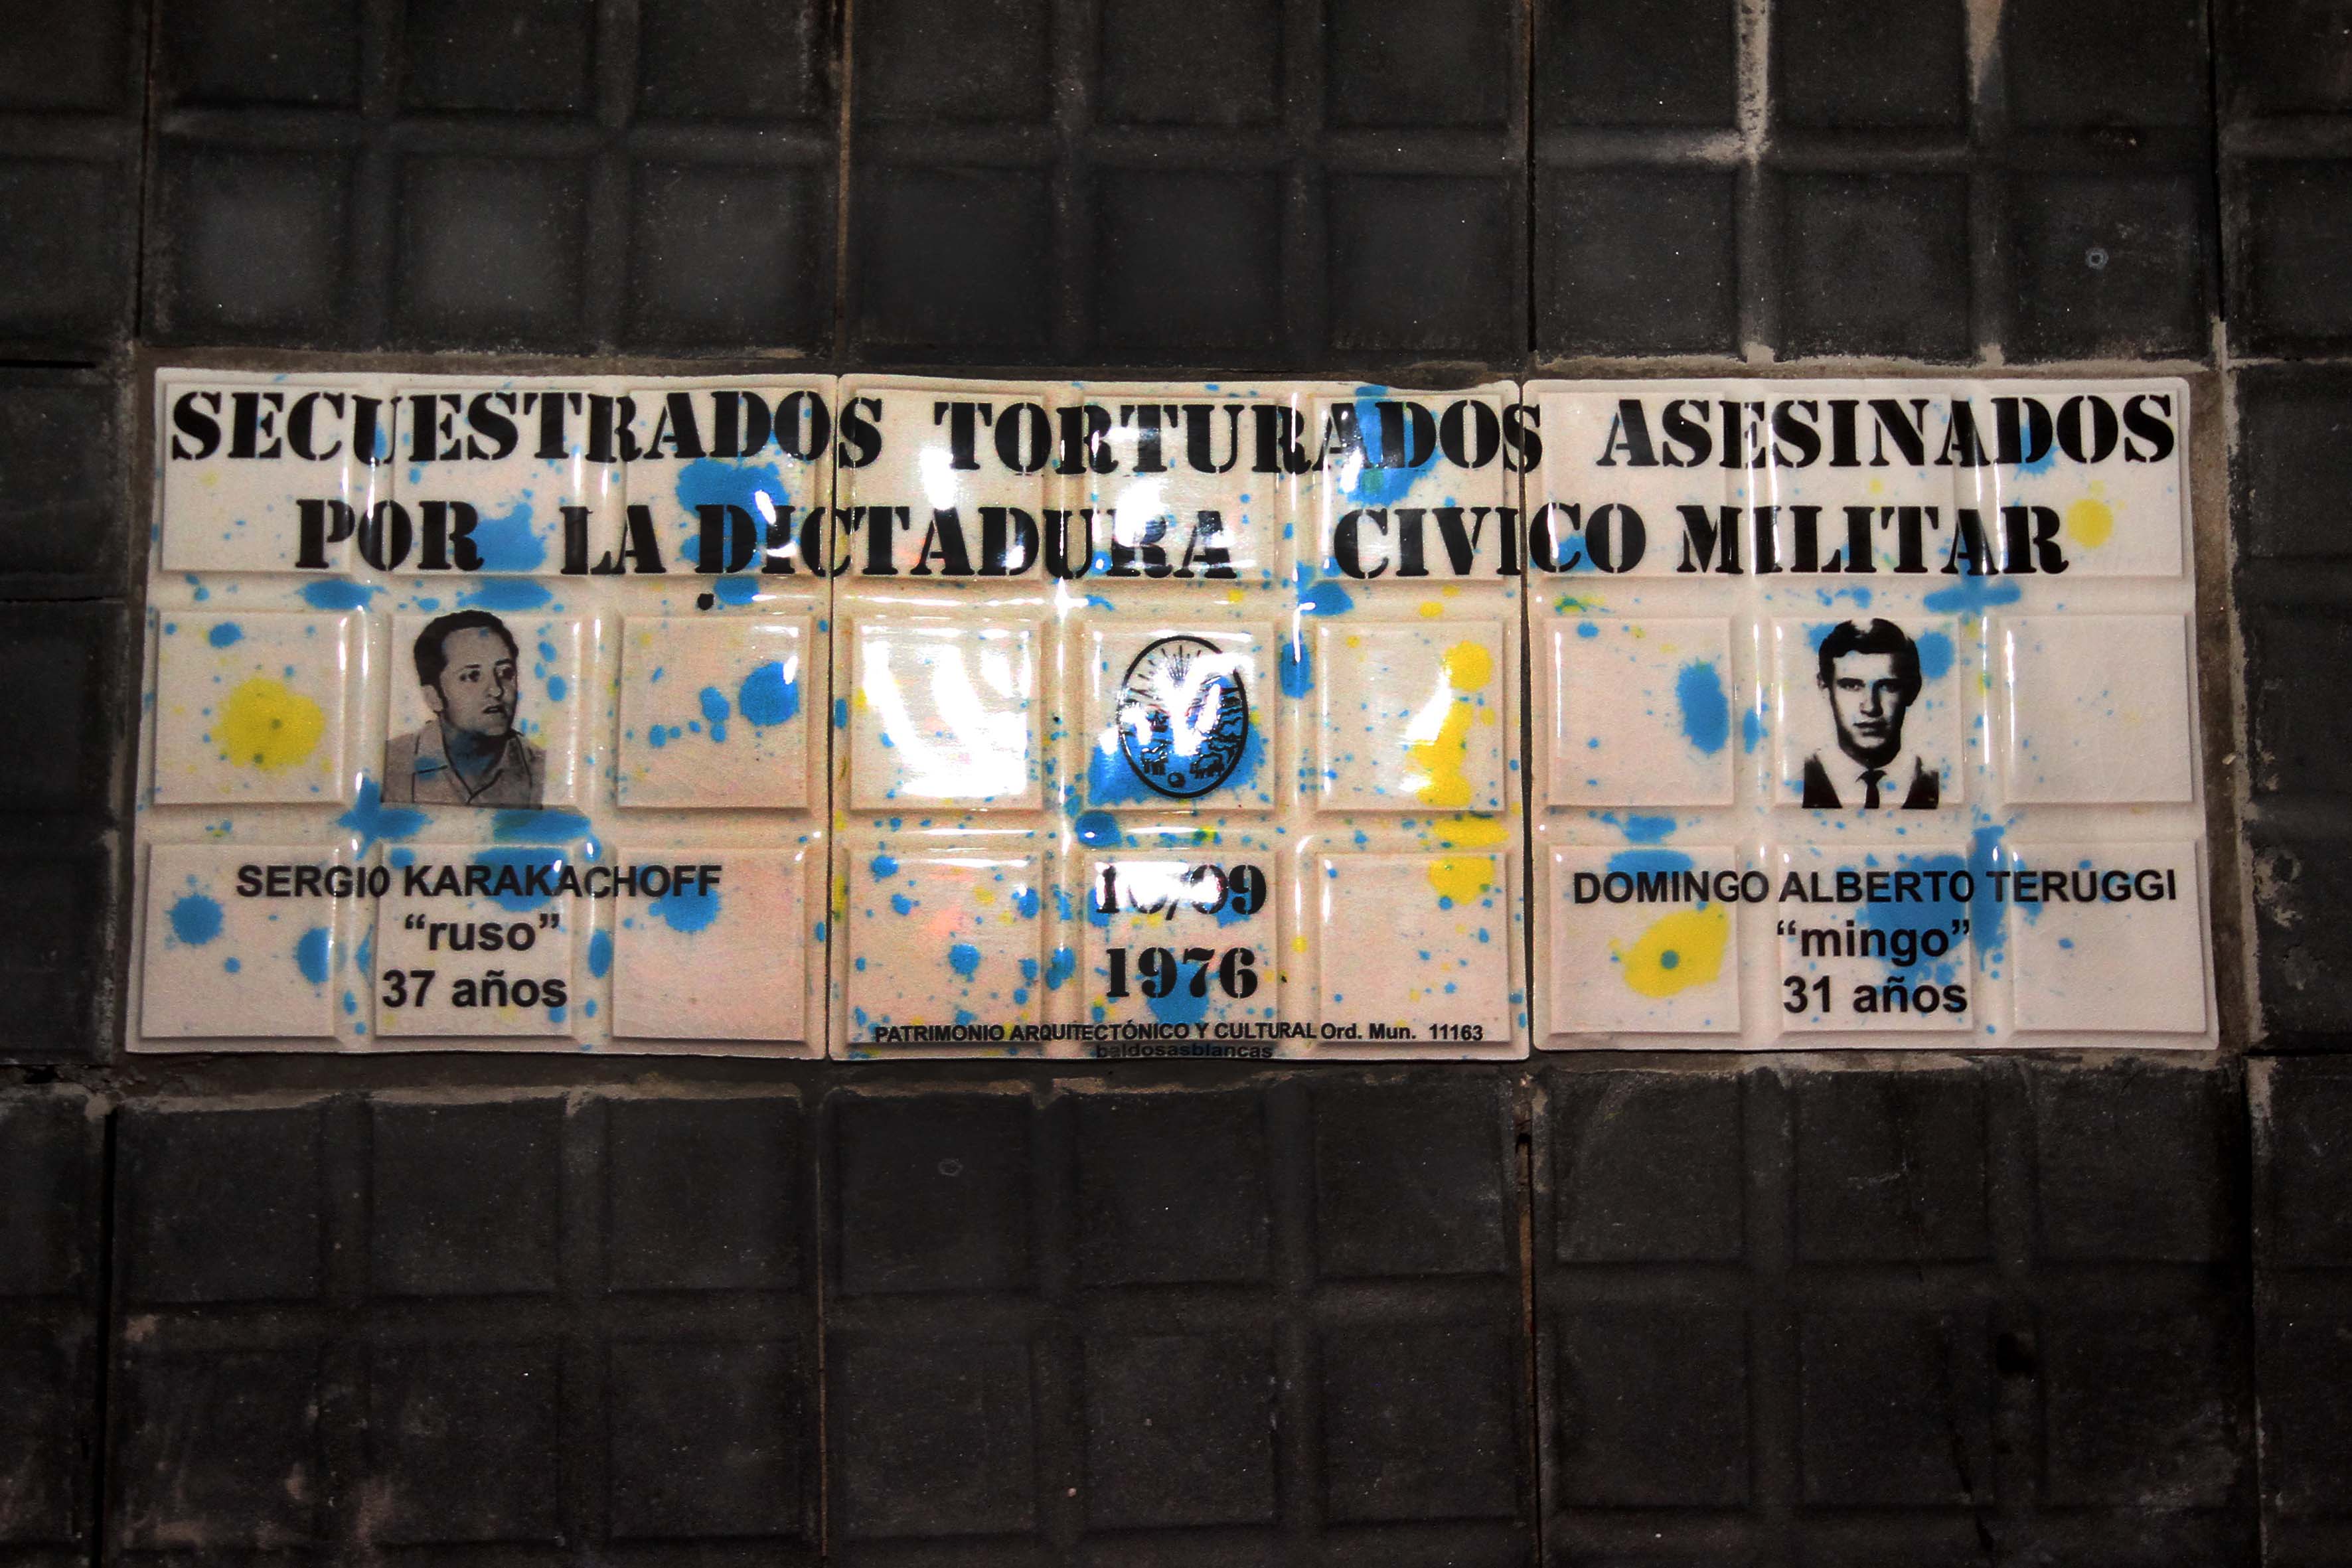 SECUESTRADOS TORTURADOS ASESINADOS
POR LA DICTADURA CIVICO MILITAR
SERGIO KARAKACHOFF
“ruso”
37 años
1976
PATRIMONIO ARQUITECTÓNICO Y CULTURAL Ord. Mun. 11163
baldosasblancas
DOMINGO ALBERTO TERUGGI
“mingo”
31 años